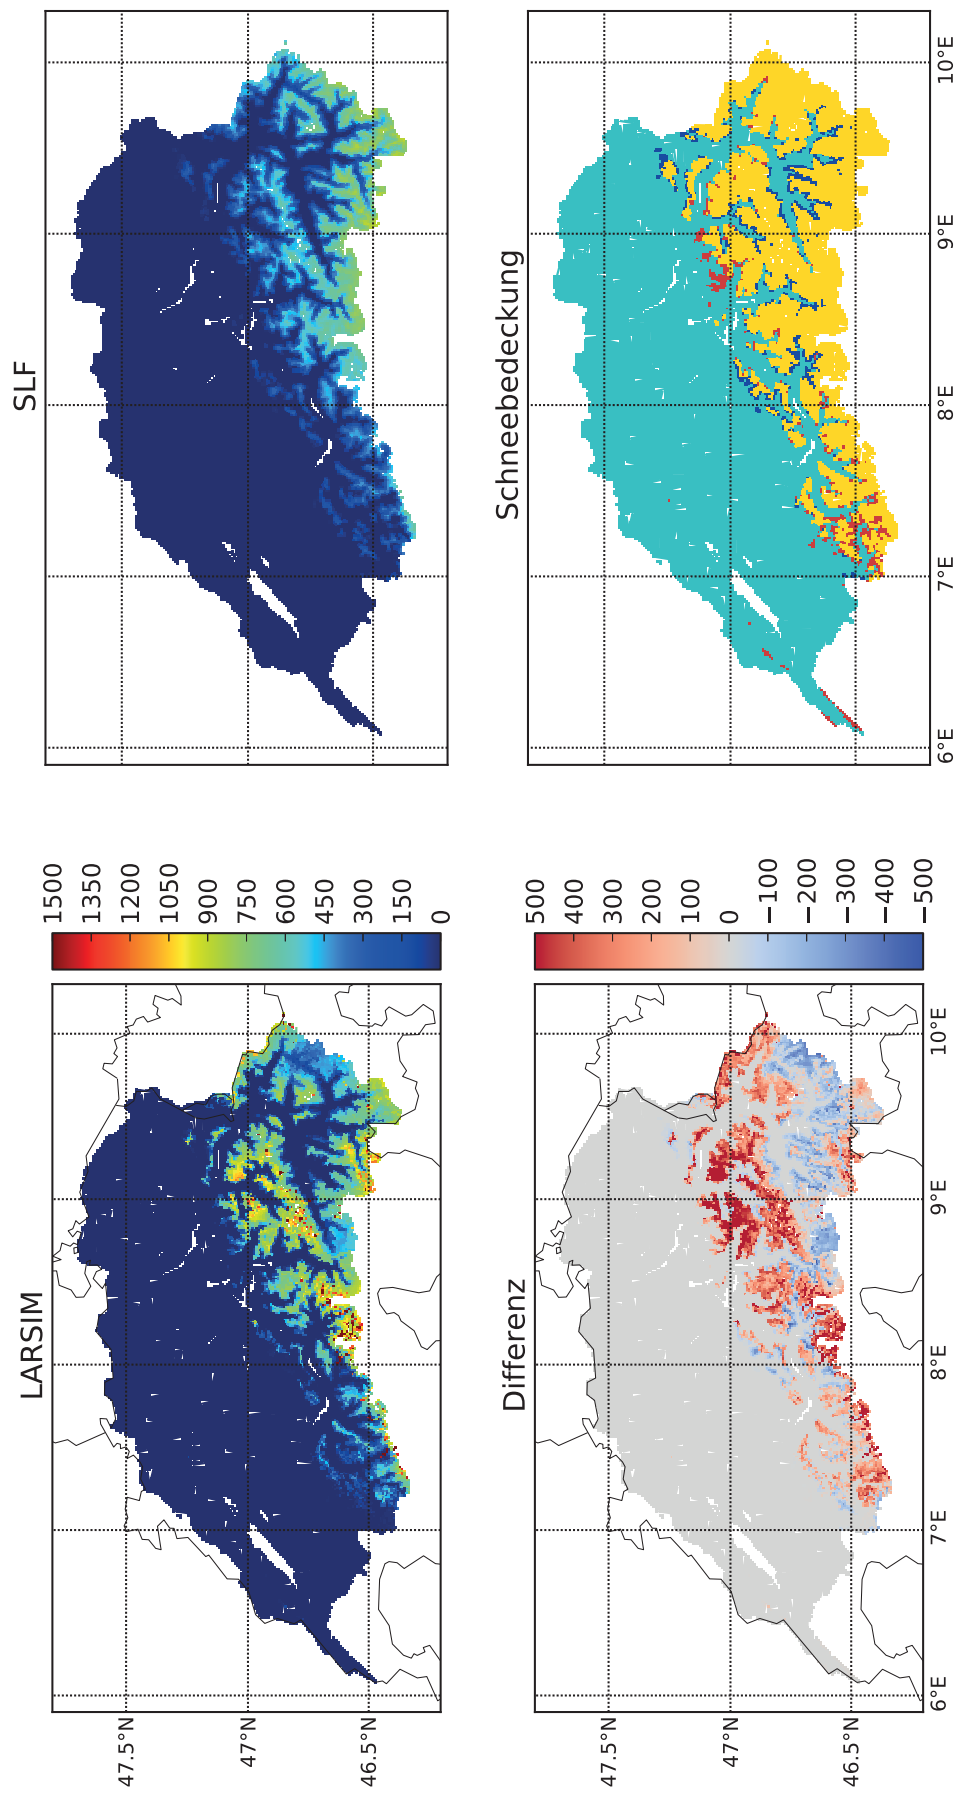 LARSIM
47.5°N
47°N
46.5°N
1500
1350
1200
1050
900
750
600
450
300
150
0
SLF
Differenz
47.5°N
47°N
46.5°N
6°E
7°E
8°E
9°E
10°E
500
400
300
200
100
0
−100
−200
−300
−400
−500
Schneebedeckung
6°E
7°E
8°E
9°E
10°E